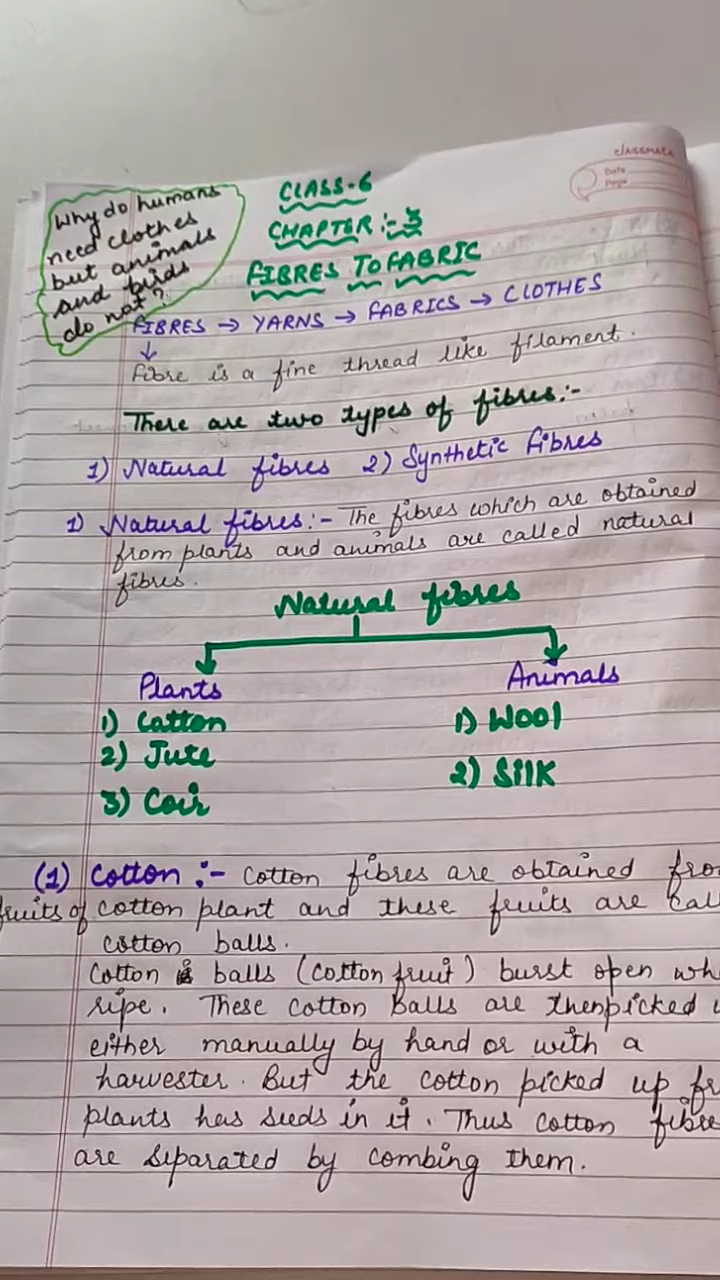 classmate
Date
Page
Why do humans
need clothes
but animals
and birds
do not?
CLASS-6
CHAPTER:-3
FIBRES TO FABRIC
FIBRES → YARNS → FABRICS → CLOTHES
↓
Fibre is a fine thread like filament.
There are two types of fibres:-
1) Natural fibres 2) Synthetic fibres
1) Natural fibres:- The fibres which are obtained
from plants and animals are called natural
fibres.
Natural fibres
Plants Animals
1) Cotton 1) Wool
2) Jute 2) Silk
3) Coir
(1) Cotton :- Cotton fibres are obtained fro
fruits of cotton plant and these fruits are call
cotton balls.
Cotton balls (cotton fruit) burst open whe
ripe. These cotton Balls are then picked u
either manually by hand or with a
harvester. But the cotton picked up fr
plants has seeds in it. Thus cotton fibre
are separated by combing them.